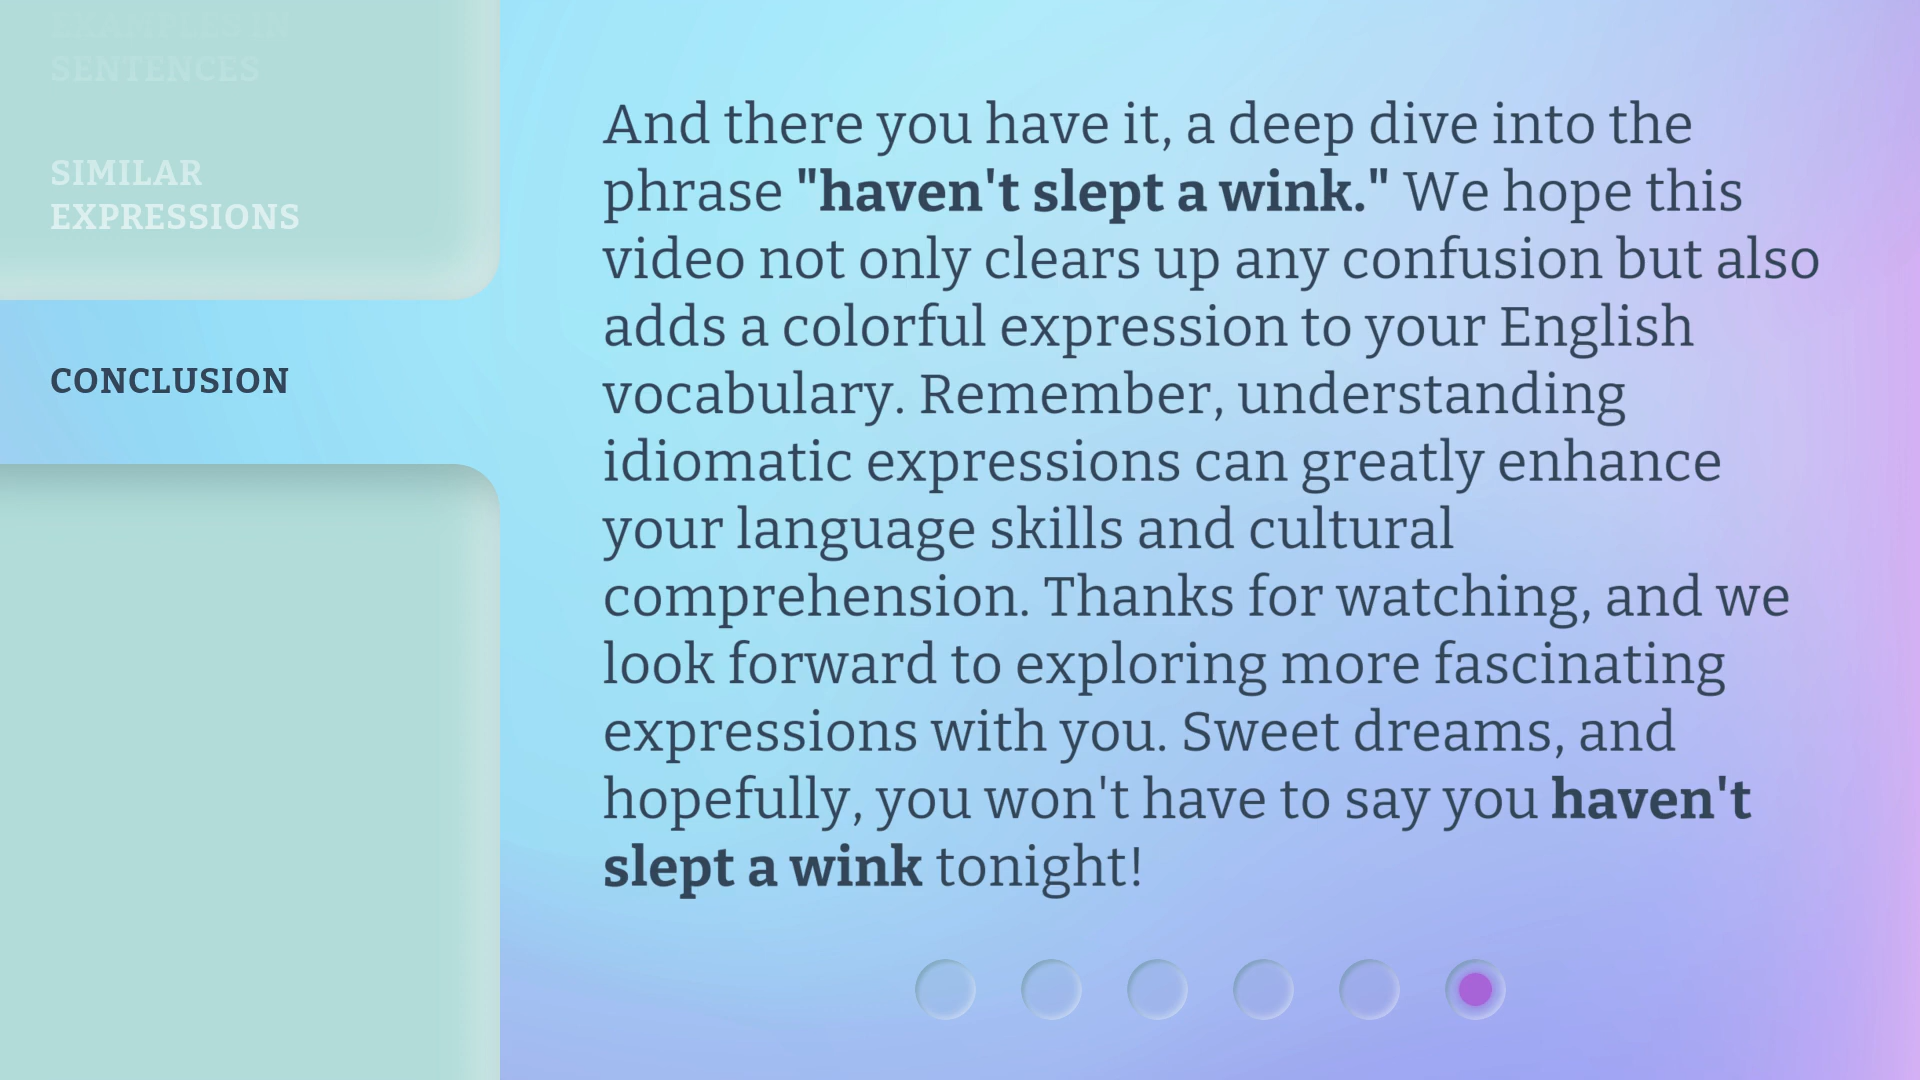 EXAMPLES IN
SENTENCES
SIMILAR
EXPRESSIONS
CONCLUSION
And there you have it, a deep dive into the
phrase "haven't slept a wink." We hope this
video not only clears up any confusion but also
adds a colorful expression to your English
vocabulary. Remember, understanding
idiomatic expressions can greatly enhance
your language skills and cultural
comprehension. Thanks for watching, and we
look forward to exploring more fascinating
expressions with you. Sweet dreams, and
hopefully, you won't have to say you haven't
slept a wink tonight!